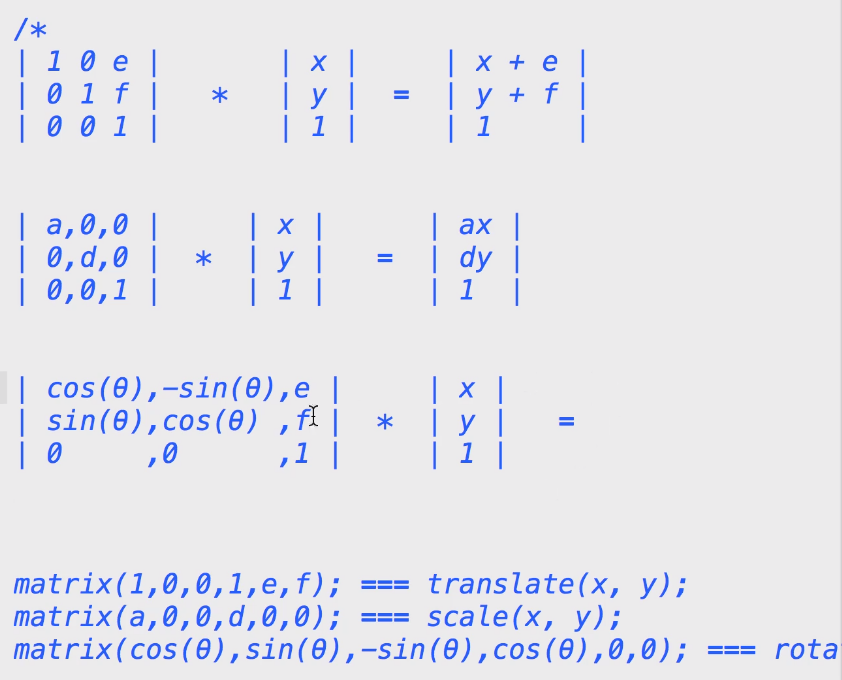 /*
| 1 0 e |   *   | x |  =  | x + e |
| 0 1 f |       | y |     | y + f |
| 0 0 1 |       | 1 |     | 1     |
| a,0,0 |     | x |      | ax |
| 0,d,0 |  *  | y |   =  | dy |
| 0,0,1 |     | 1 |      | 1  |
| cos(θ),−sin(θ),e |     | x |
| sin(θ),cos(θ) ,f |  *  | y |   =
| 0     ,0      ,1 |     | 1 |
matrix(1,0,0,1,e,f); === translate(x, y);
matrix(a,0,0,d,0,0); === scale(x, y);
matrix(cos(θ),sin(θ),−sin(θ),cos(θ),0,0); === rota